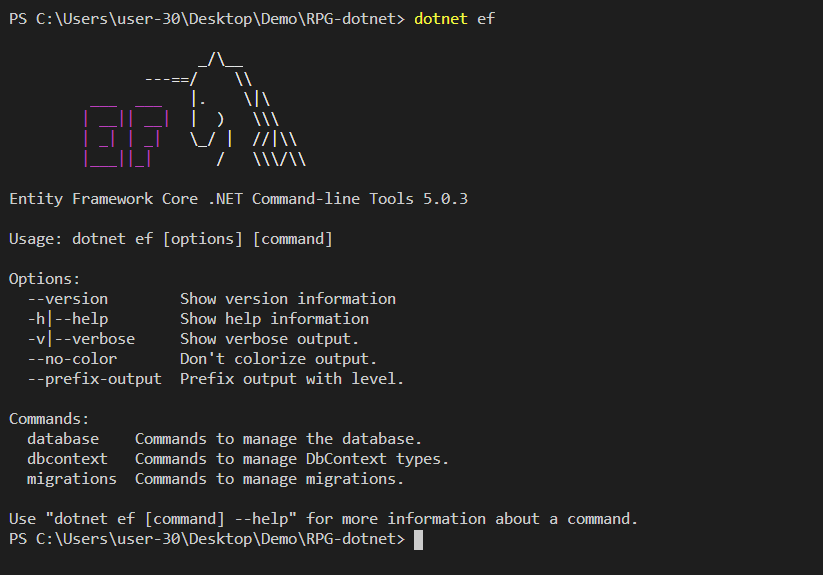 PS C:\Users\user-30\Desktop\Demo\RPG-dotnet> dotnet ef
                     _/\__
               ---==/    \\
         ___  ___   |.    \|\
        | __|| __|  |  )   \\\
        | _| | _|   \_/ |  //|\\
        |___||_|       /   \\\/\\
Entity Framework Core .NET Command-line Tools 5.0.3
Usage: dotnet ef [options] [command]
Options:
  --version        Show version information
  -h|--help        Show help information
  -v|--verbose     Show verbose output.
  --no-color       Don't colorize output.
  --prefix-output  Prefix output with level.
Commands:
  database    Commands to manage the database.
  dbcontext   Commands to manage DbContext types.
  migrations  Commands to manage migrations.
Use "dotnet ef [command] --help" for more information about a command.
PS C:\Users\user-30\Desktop\Demo\RPG-dotnet>